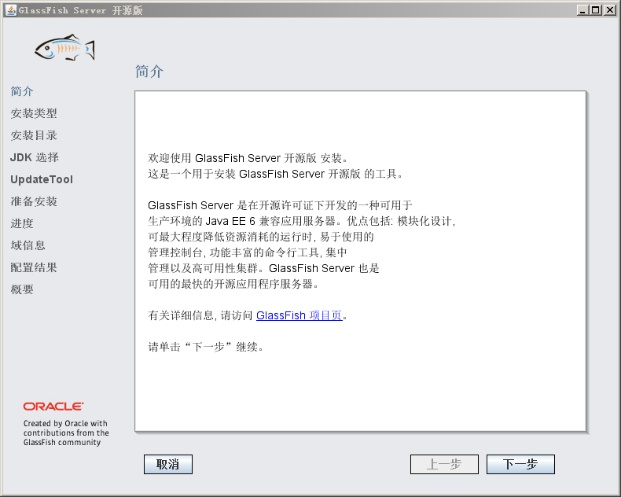 GlassFish Server 开源版
简介
简介
安装类型
安装目录
JDK 选择
UpdateTool
准备安装
进度
域信息
配置结果
概要
欢迎使用 GlassFish Server 开源版 安装。
这是一个用于安装 GlassFish Server 开源版 的工具。
GlassFish Server 是在开源许可证下开发的一种可用于
生产环境的 Java EE 6 兼容应用服务器。优点包括: 模块化设计,
可最大程度降低资源消耗的运行时, 易于使用的
管理控制台, 功能丰富的命令行工具, 集中
管理以及高可用性集群。GlassFish Server 也是
可用的最快的开源应用程序服务器。
有关详细信息, 请访问 GlassFish 项目页。
请单击“下一步”继续。
ORACLE
Created by Oracle with
contributions from the
GlassFish community
取消
上一步
下一步